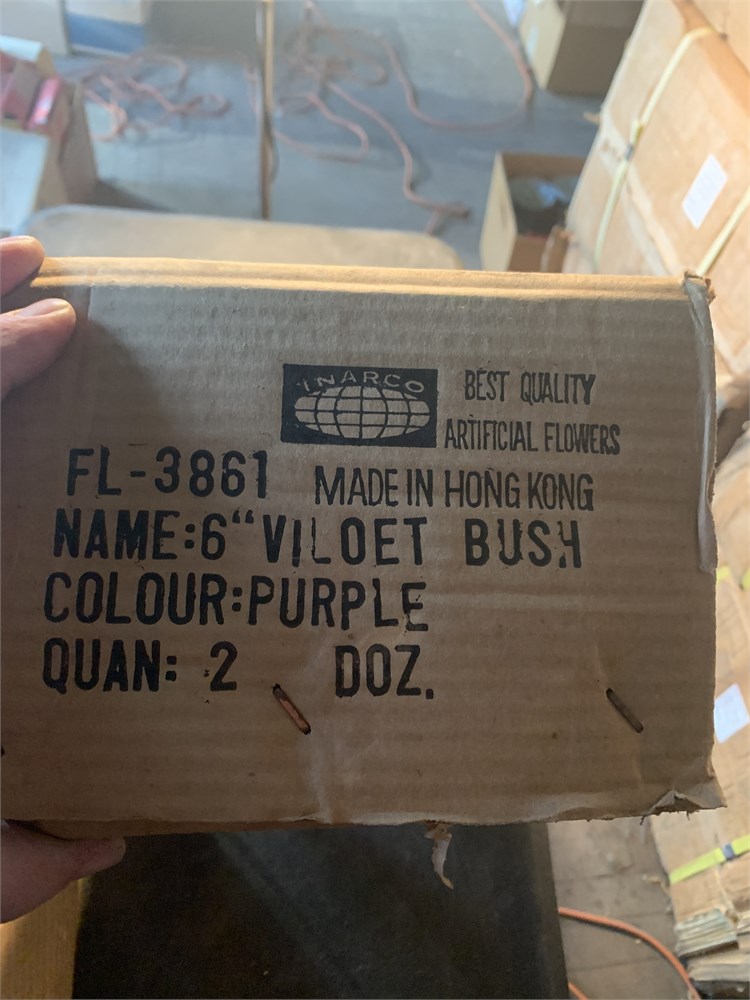 INARCO
BEST QUALITY
ARTIFICIAL FLOWERS
FL-3861 MADE IN HONG KONG
NAME:6“VILOET BUSH
COLOUR:PURPLE
QUAN: 2 DOZ.